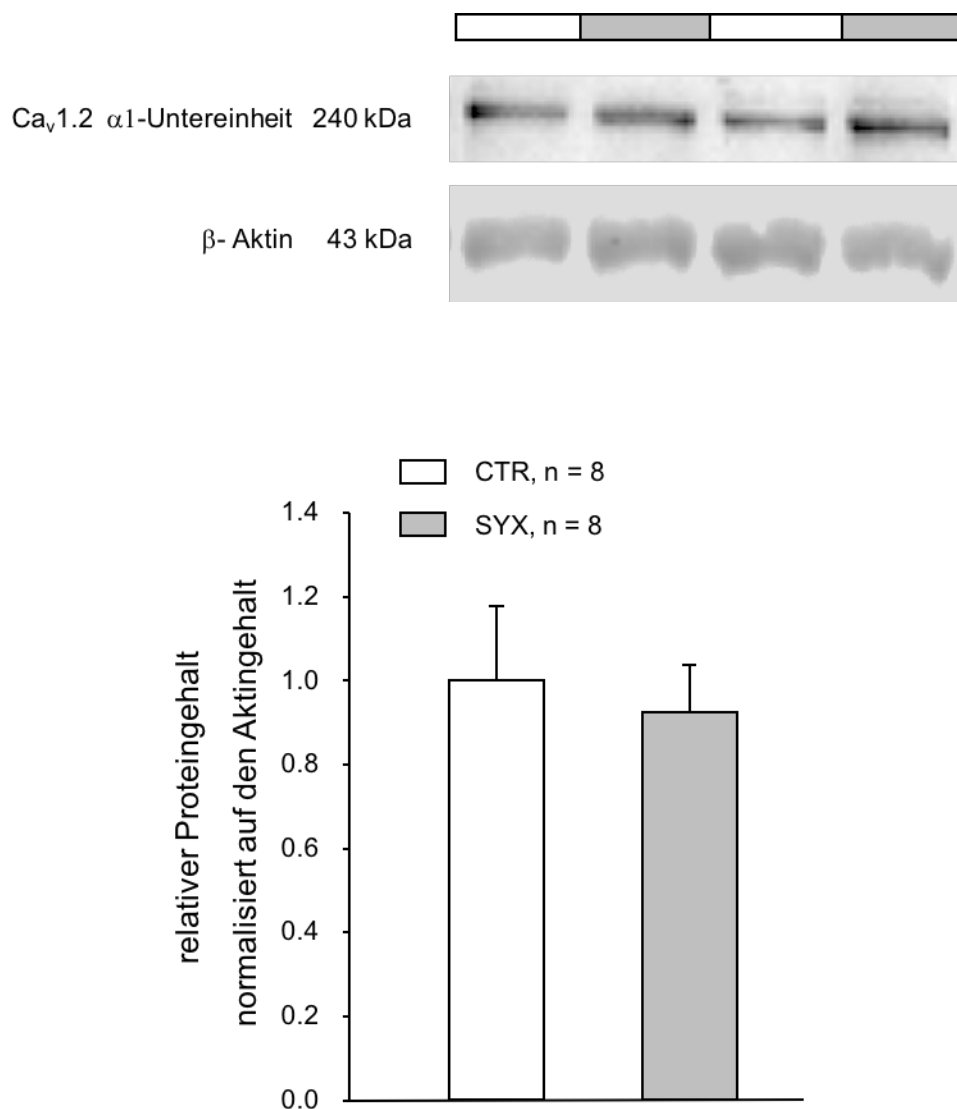 Cav1.2 α1-Untereinheit 240 kDa
β- Aktin 43 kDa
CTR, n = 8
SYX, n = 8
relativer Proteingehalt
normalisiert auf den Aktingehalt
1.4
1.2
1.0
0.8
0.6
0.4
0.2
0.0